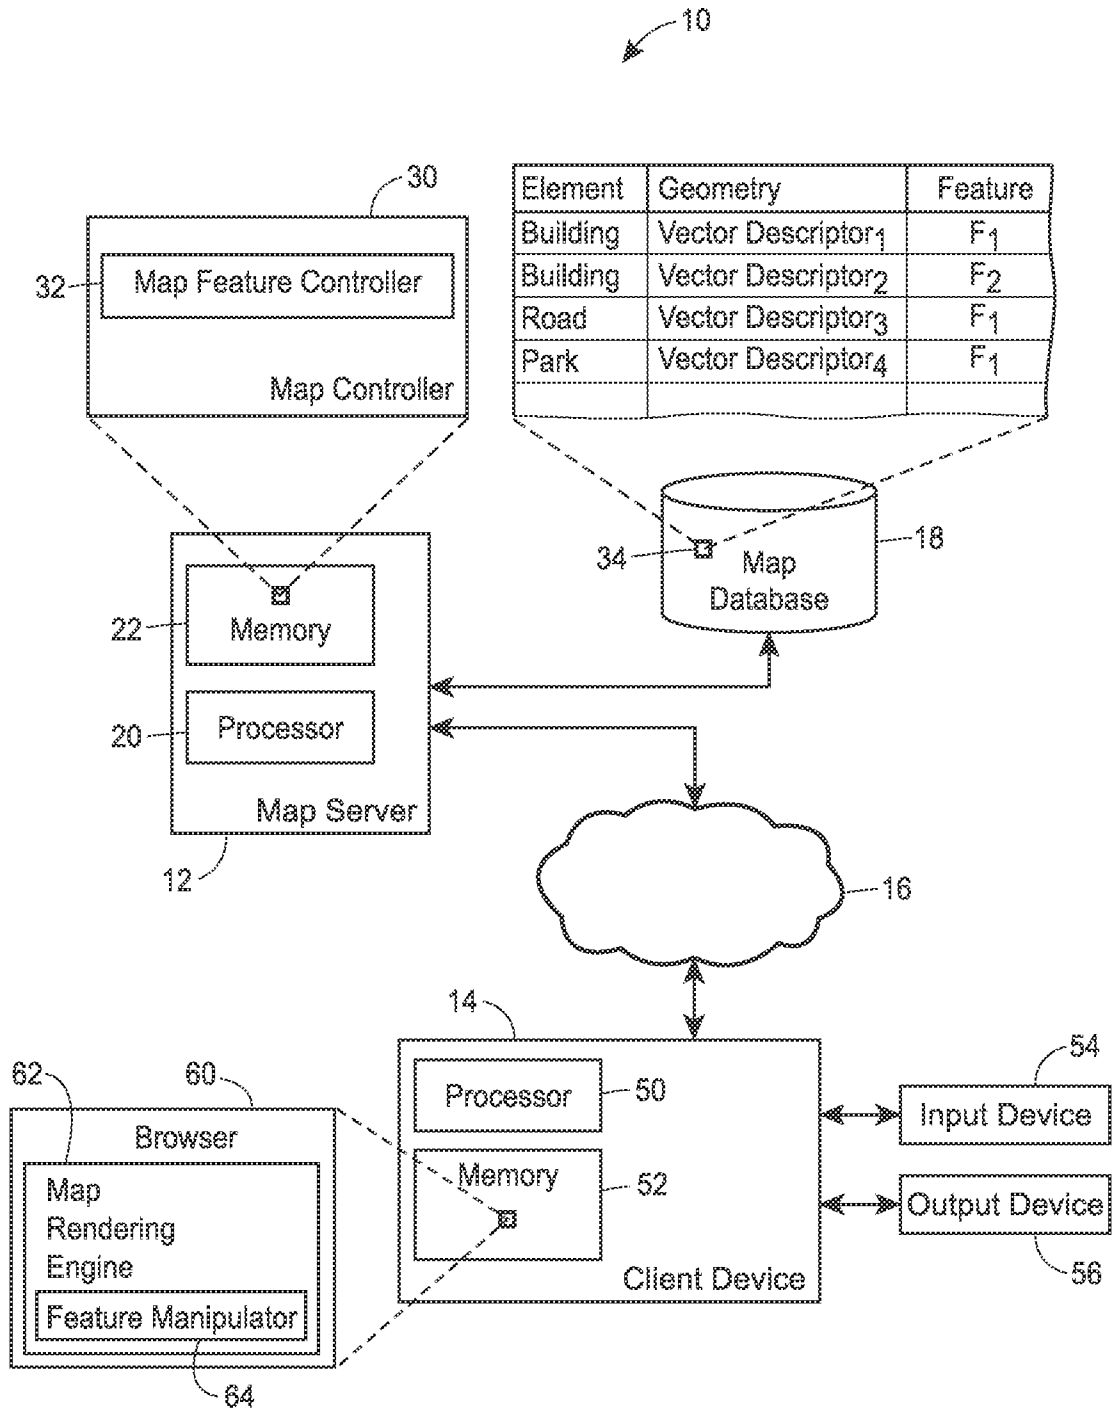 10
30
32
Map Feature Controller
Map Controller
Element Geometry Feature
Building Vector Descriptor1 F1
Building Vector Descriptor2 F2
Road Vector Descriptor3 F1
Park Vector Descriptor4 F1
34
18
Map
Database
22
Memory
20
Processor
Map Server
12
16
14
Processor
50
Memory
52
Client Device
54
Input Device
Output Device
56
62
60
Browser
Map
Rendering
Engine
Feature Manipulator
64